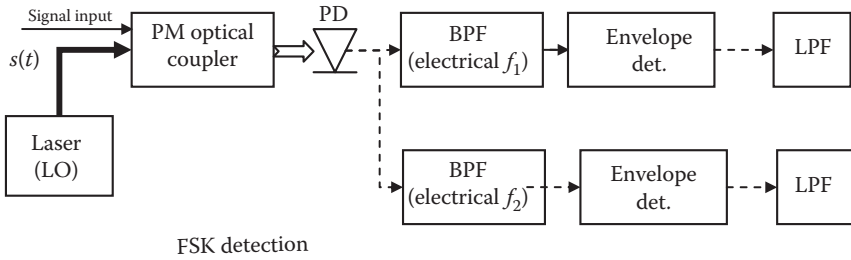 Signal input
s(t)
PM optical
coupler
PD
BPF
(electrical f₁)
Envelope
det.
LPF
Laser
(LO)
BPF
(electrical f₂)
Envelope
det.
LPF
FSK detection